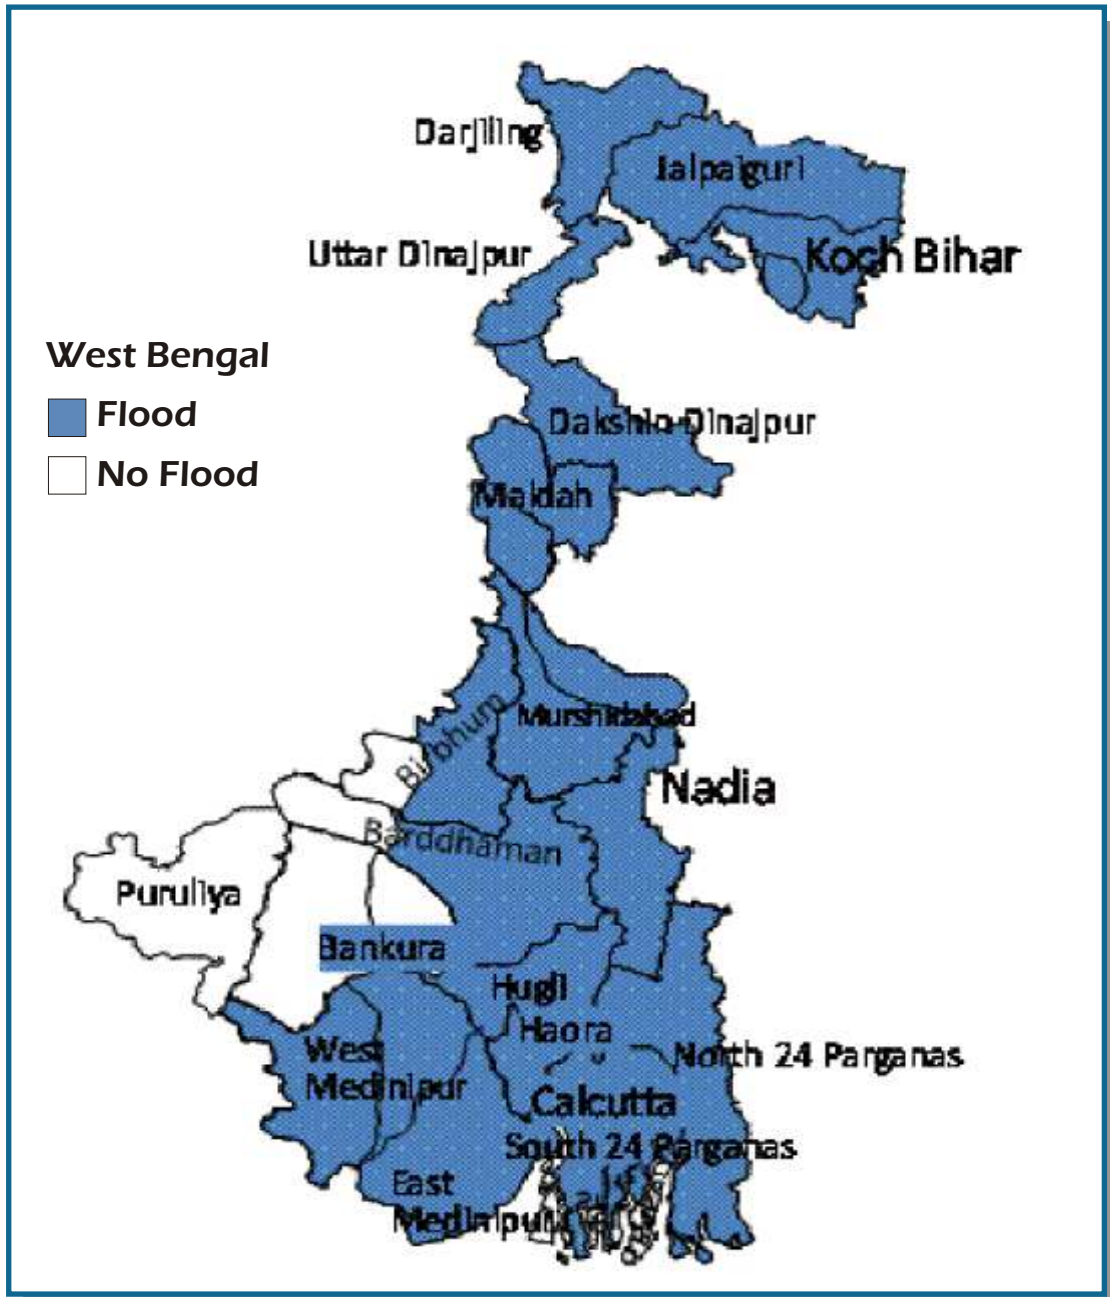 Darjiling
Jalpaiguri
Uttar Dinajpur
Koch Bihar
West Bengal
Flood
No Flood
Dakshin Dinajpur
Maldah
Murshidabad
Birbhum
Nadia
Barddhaman
Puruliya
Bankura
Hugli
Haora
West
Medinipur
North 24 Parganas
Calcutta
South 24 Parganas
East
Medinipur